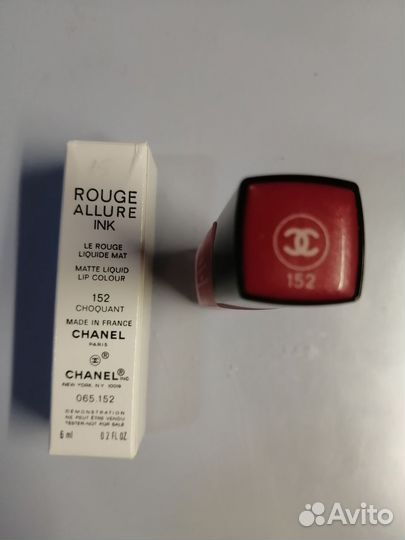 ROUGE
ALLURE
INK
LE ROUGE
LIQUIDE MAT
MATTE LIQUID
LIP COLOUR
152
CHOQUANT
MADE IN FRANCE
CHANEL
PARIS
®
CHANEL® INC
NEW YORK, N.Y. 10019
065.152
DÉMONSTRATION
NE PEUT ÊTRE VENDU
TESTER-NOT FOR SALE
6 ml 0.2 FL OZ
152
Avito